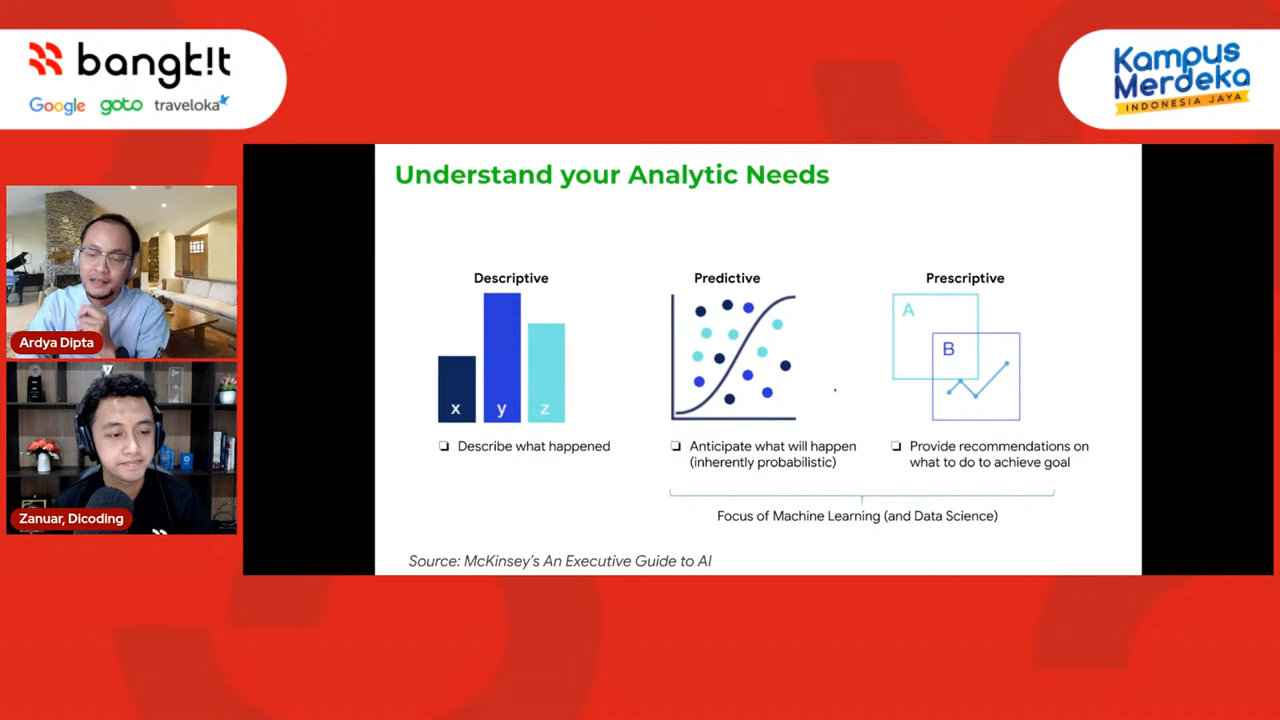 bangk!t
Google goto traveloka
Kampus
Merdeka
INDONESIA JAYA
Understand your Analytic Needs
Ardya Dipta
Zanuar, Dicoding
Descriptive
x y z
Describe what happened
Predictive
Anticipate what will happen
(inherently probabilistic)
Prescriptive
A
B
Provide recommendations on
what to do to achieve goal
Focus of Machine Learning (and Data Science)
Source: McKinsey's An Executive Guide to AI